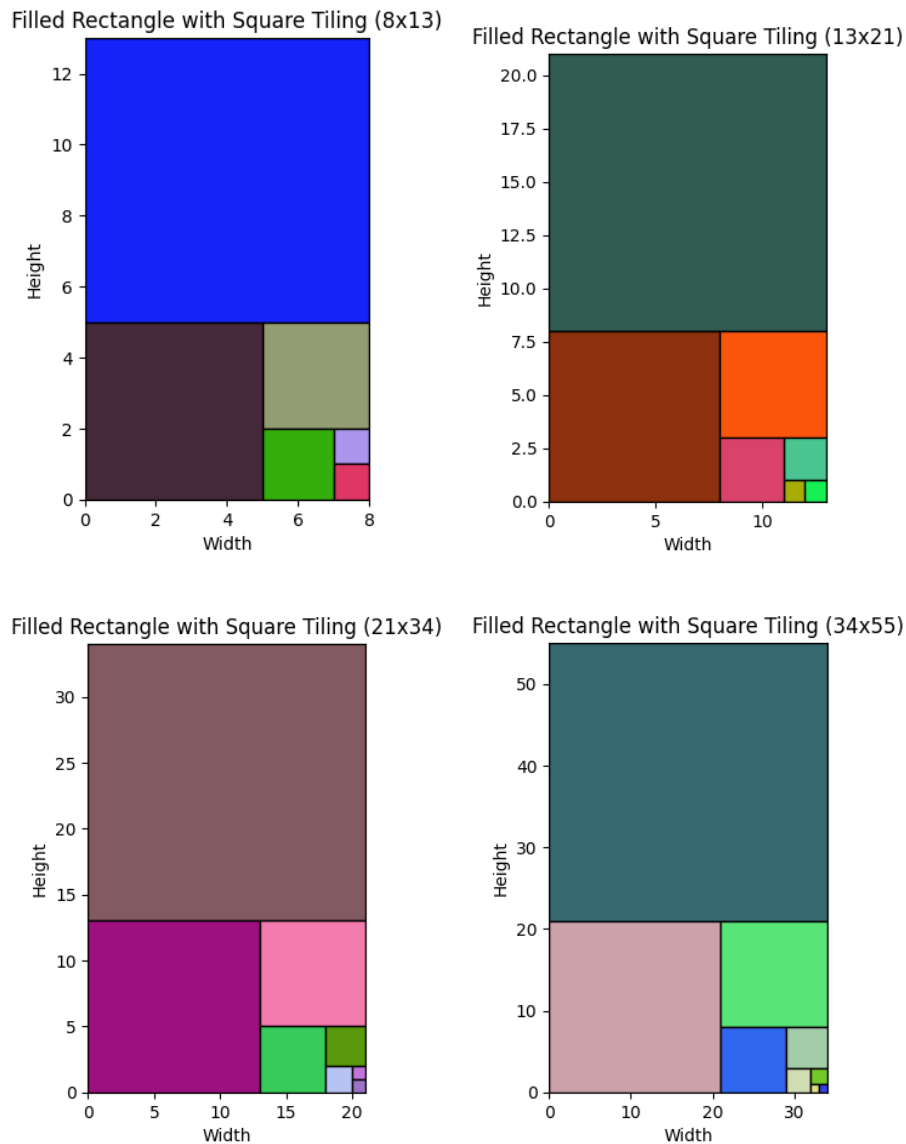 Filled Rectangle with Square Tiling (8x13)
12
10
8
6
4
2
0
Height
0 2 4 6 8
Width
Filled Rectangle with Square Tiling (13x21)
20.0
17.5
15.0
12.5
10.0
7.5
5.0
2.5
0.0
Height
0 5 10
Width
Filled Rectangle with Square Tiling (21x34)
30
25
20
15
10
5
0
Height
0 5 10 15 20
Width
Filled Rectangle with Square Tiling (34x55)
50
40
30
20
10
0
Height
0 10 20 30
Width